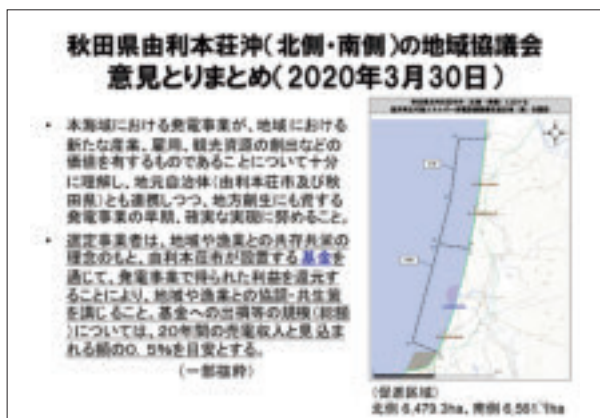 秋田県由利本荘沖(北側・南側)の地域協議会
意見とりまとめ(2020年3月30日)
• 本海域における発電事業が、地域における
新たな産業、雇用、観光資源の創出などの
価値を有するものであることについて十分
に理解し、地元自治体(由利本荘市及び秋
田県)とも連携しつつ、地方創生にも資する
発電事業の早期、確実な実現に努めること。
• 選定事業者は、地域や漁業との共存共栄の
理念のもと、由利本荘市が設置する基金を
通じて、発電事業で得られた利益を還元す
ることにより、地域や漁業との協調・共生策
を講じること。基金への出捐等の規模(総額
)については、20年間の売電収入と見込ま
れる額の0.5%を目安とする。
(一部抜粋)
(促進区域)
北側 6,479.3ha、南側 6,561.1ha